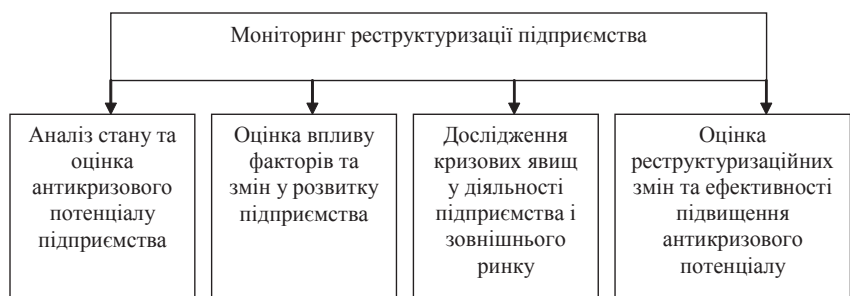 Моніторинг реструктуризації підприємства
Аналіз стану та
оцінка
антикризового
потенціалу
підприємства
Оцінка впливу
факторів та
змін у розвитку
підприємства
Дослідження
кризових явищ
у діяльності
підприємства і
зовнішнього
ринку
Оцінка
реструктуризаційних
змін та ефективності
підвищення
антикризового
потенціалу